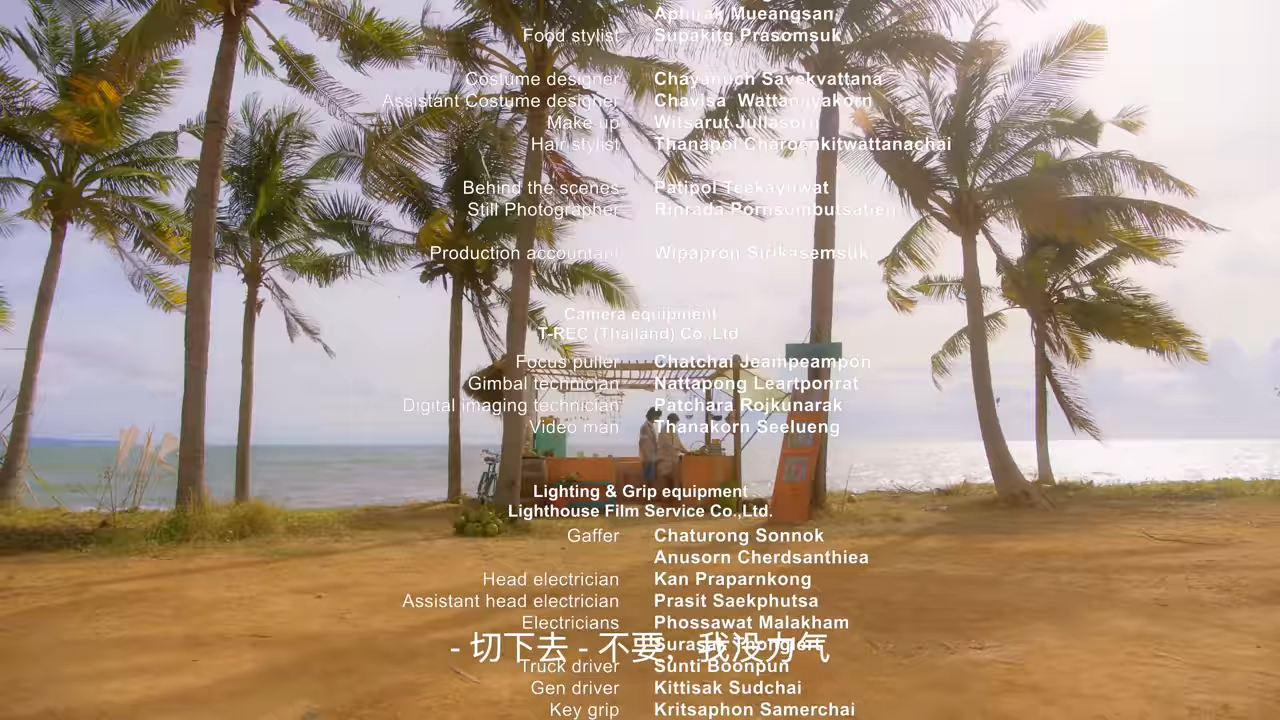 Aphirak Mueangsan
Food stylist Supakitg Prasomsuk
Costume designer Chayanuch Savekvattana
Assistant Costume designer Chavisa
Make up Witsarut Jullasorn
Hair stylist Thanapol Charoenkitwattanachai
Behind the scenes Patipol Teekayuwat
Still Photographer Rinrada Pornsombutsatien
Production accountant Wipapron Sirikasemsuk
Camera equipment
T-REC (Thailand) Co.,Ltd
Focus puller Chatchai Jeampeampon
Gimbal technician Nattapong Leartponrat
Digital imaging technician Patchara Rojkunarak
Video man Thanakorn Seelueng
Lighting & Grip equipment
Lighthouse Film Service Co.,Ltd.
Gaffer Chaturong Sonnok
Anusorn Cherdsanthiea
Head electrician Kan Praparnkong
Assistant head electrician Prasit Saekphutsa
Electricians Phossawat Malakham
Surasak
- 切下去 - 不要，我没力气
Truck driver Sunti Boonpun
Gen driver Kittisak Sudchai
Key grip Kritsaphon Samerchai